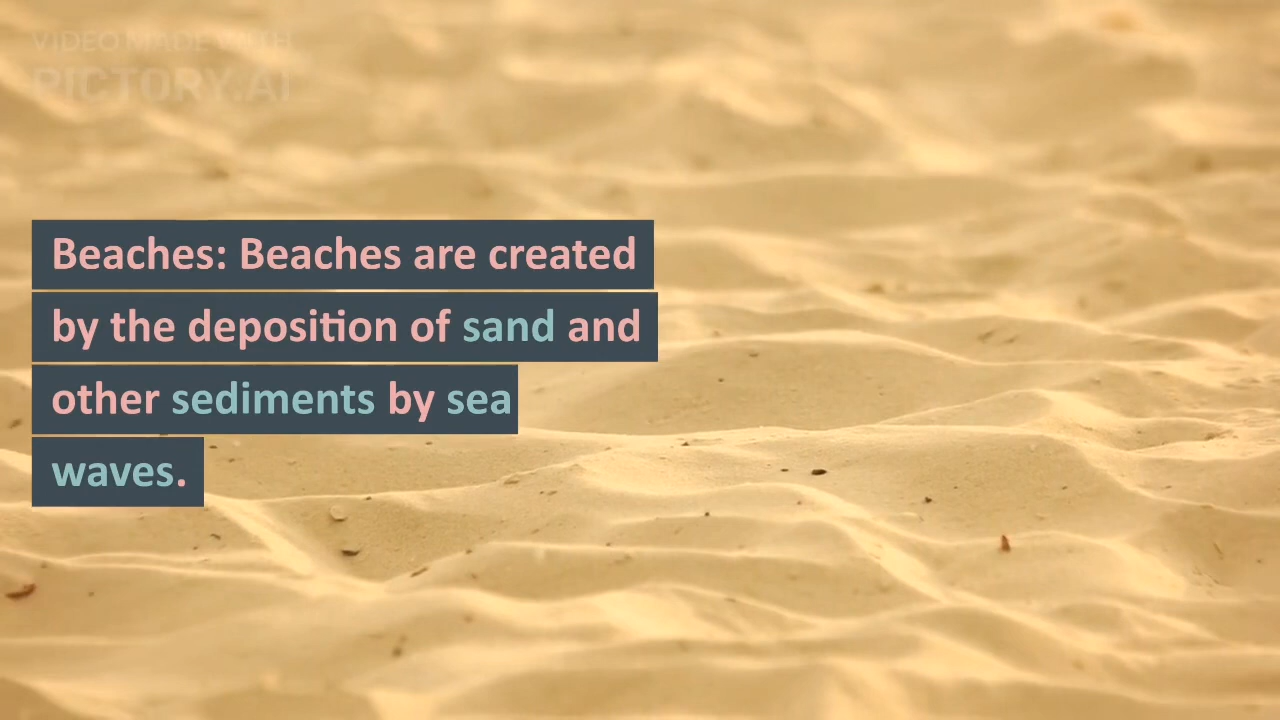 VIDEO MADE WITH
PICTORY.AI
Beaches: Beaches are created
by the deposition of sand and
other sediments by sea
waves.